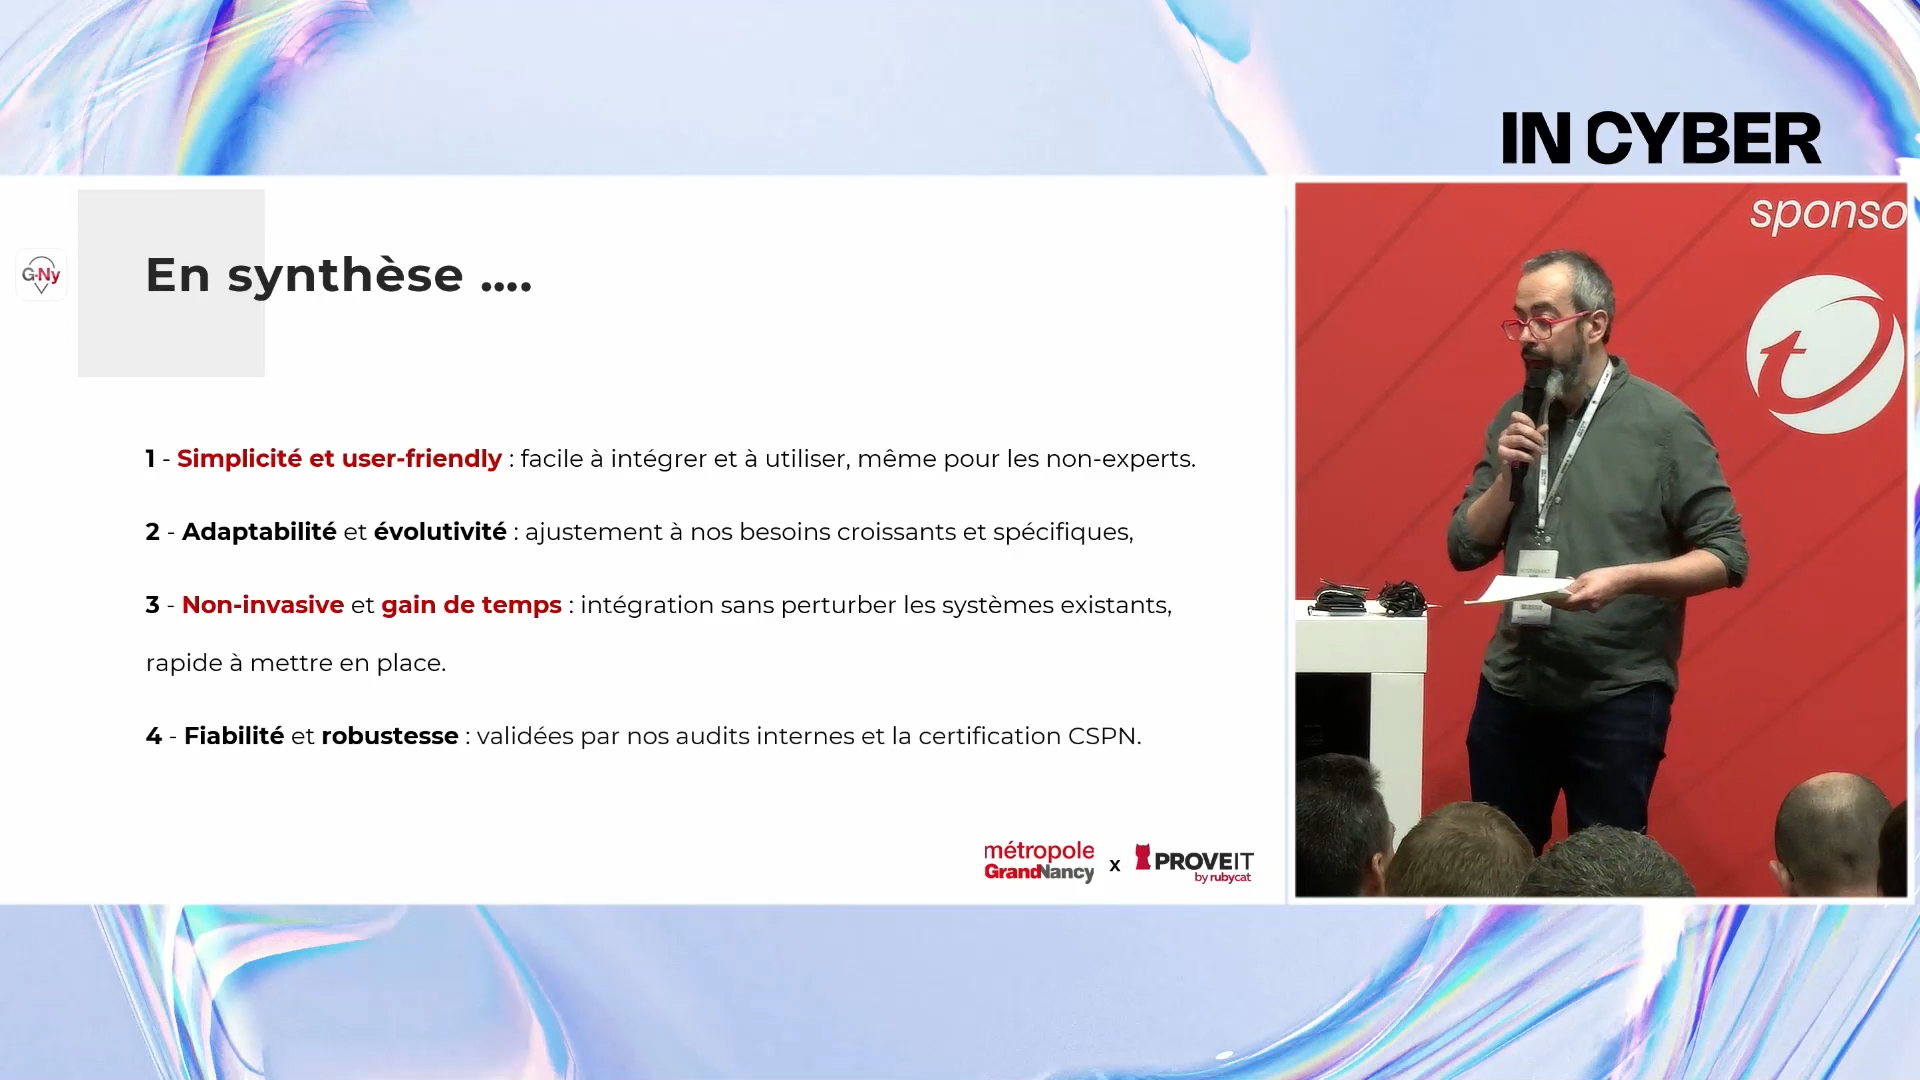 IN CYBER
sponso
G-Ny
En synthèse ....
1 - Simplicité et user-friendly : facile à intégrer et à utiliser, même pour les non-experts.
2 - Adaptabilité et évolutivité : ajustement à nos besoins croissants et spécifiques,
3 - Non-invasive et gain de temps : intégration sans perturber les systèmes existants,
rapide à mettre en place.
4 - Fiabilité et robustesse : validées par nos audits internes et la certification CSPN.
métropole
GrandNancy
x
PROVEIT
by rubycat